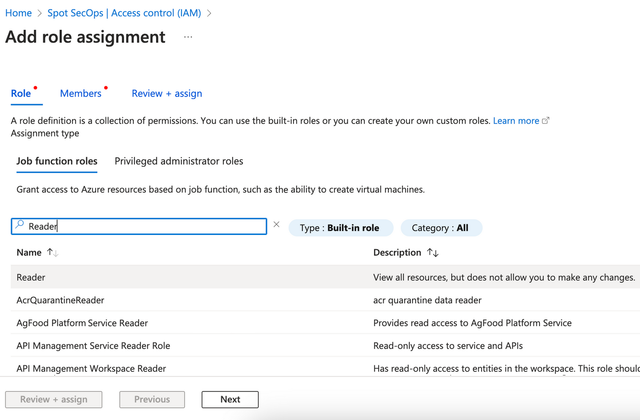 Home > Spot SecOps | Access control (IAM) >
Add role assignment ...
Role Members Review + assign
A role definition is a collection of permissions. You can use the built-in roles or you can create your own custom roles. Learn more
Assignment type
Job function roles Privileged administrator roles
Grant access to Azure resources based on job function, such as the ability to create virtual machines.
Reader × Type : Built-in role Category : All
Name ↑↓ Description ↑↓
Reader View all resources, but does not allow you to make any changes.
AcrQuarantineReader acr quarantine data reader
AgFood Platform Service Reader Provides read access to AgFood Platform Service
API Management Service Reader Role Read-only access to service and APIs
API Management Workspace Reader Has read-only access to entities in the workspace. This role should
Review + assign Previous Next